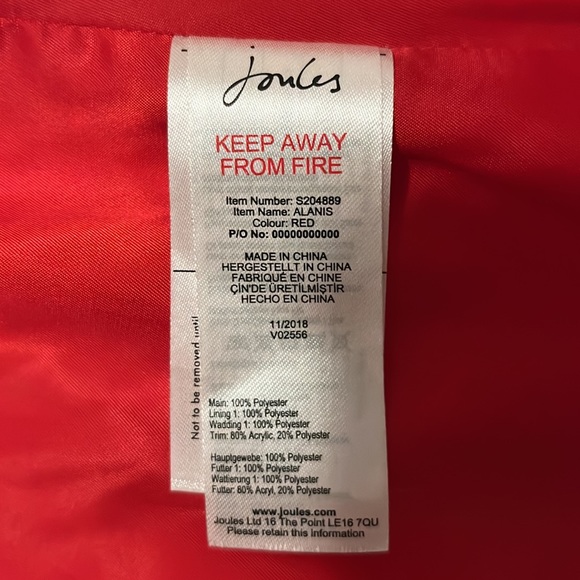 Joules
KEEP AWAY
FROM FIRE
Item Number: S204889
Item Name: ALANIS
Colour: RED
P/O No: 00000000000
MADE IN CHINA
HERGESTELLT IN CHINA
FABRIQUÉ EN CHINE
ÇİN'DE ÜRETİLMİŞTİR
HECHO EN CHINA
11/2018
V02556
Not to be removed until
Main: 100% Polyester
Lining 1: 100% Polyester
Wadding 1: 100% Polyester
Trim: 80% Acrylic, 20% Polyester
Hauptgewebe: 100% Polyester
Futter 1: 100% Polyester
Wattierung 1: 100% Polyester
Futter: 80% Acryl, 20% Polyester
www.joules.com
Joules Ltd 16 The Point LE16 7QU
Please retain this information